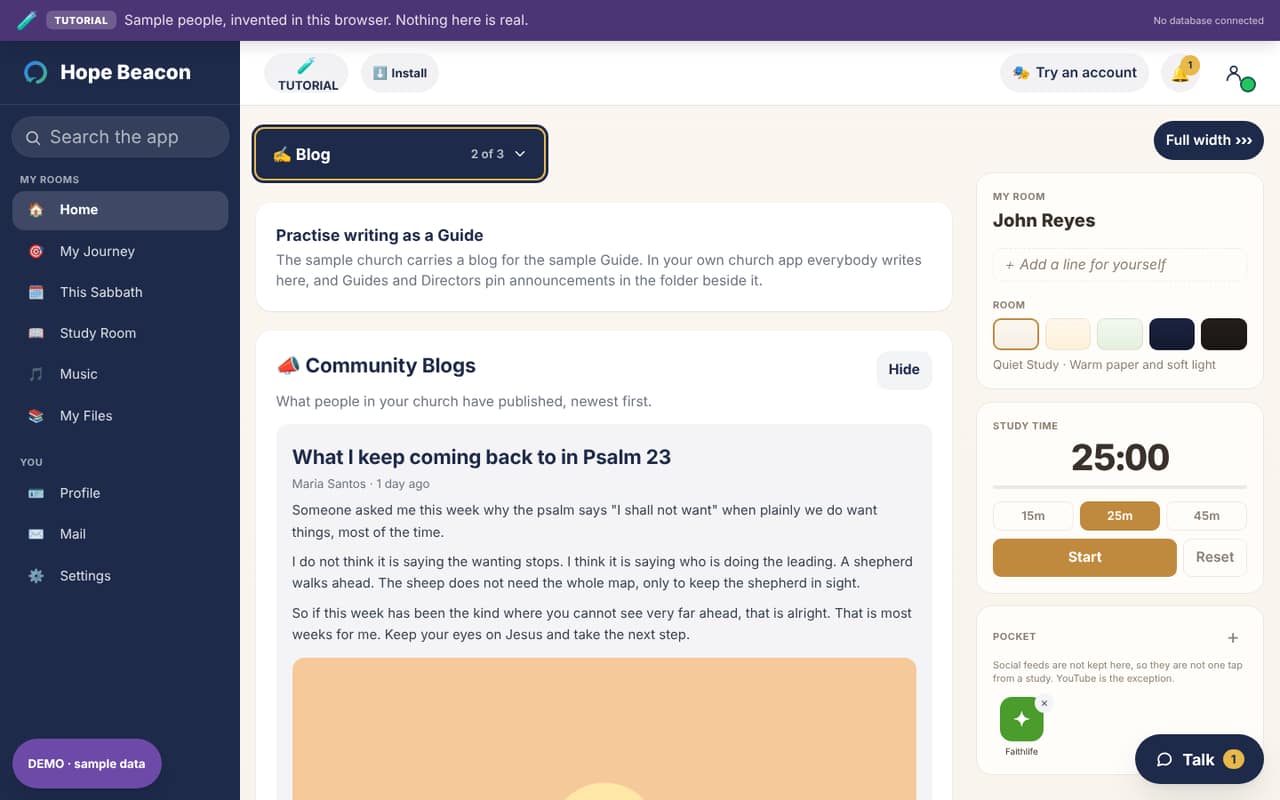 TUTORIAL Sample people, invented in this browser. Nothing here is real.
No database connected
Hope Beacon
TUTORIAL
Install
Try an account
1
Search the app
MY ROOMS
Home
My Journey
This Sabbath
Study Room
Music
My Files
YOU
Profile
Mail
Settings
DEMO · sample data
Blog
2 of 3
Full width ›››
Practise writing as a Guide
The sample church carries a blog for the sample Guide. In your own church app everybody writes
here, and Guides and Directors pin announcements in the folder beside it.
Community Blogs
Hide
What people in your church have published, newest first.
What I keep coming back to in Psalm 23
Maria Santos · 1 day ago
Someone asked me this week why the psalm says "I shall not want" when plainly we do want
things, most of the time.
I do not think it is saying the wanting stops. I think it is saying who is doing the leading. A shepherd
walks ahead. The sheep does not need the whole map, only to keep the shepherd in sight.
So if this week has been the kind where you cannot see very far ahead, that is alright. That is most
weeks for me. Keep your eyes on Jesus and take the next step.
MY ROOM
John Reyes
+ Add a line for yourself
ROOM
Quiet Study · Warm paper and soft light
STUDY TIME
25:00
15m
25m
45m
Start
Reset
POCKET
+
Social feeds are not kept here, so they are not one tap
from a study. YouTube is the exception.
×
Faithlife
Talk 1